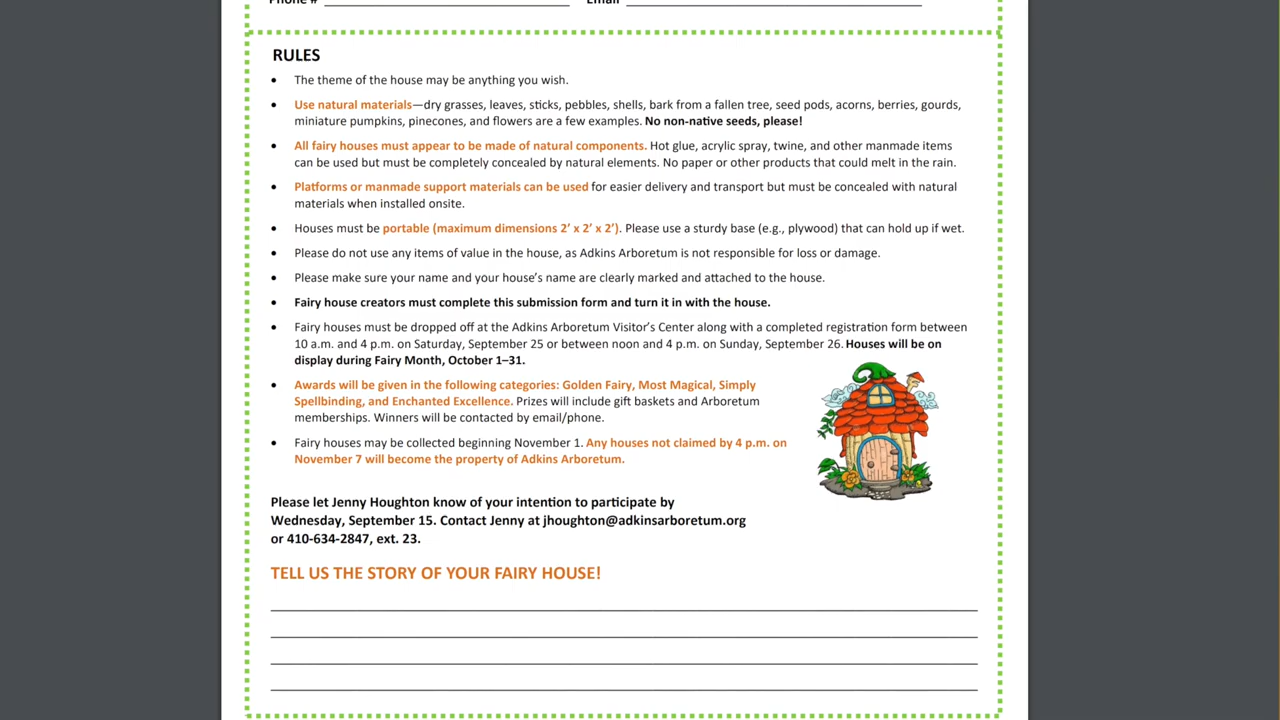 Phone # Email
RULES
• The theme of the house may be anything you wish.
• Use natural materials—dry grasses, leaves, sticks, pebbles, shells, bark from a fallen tree, seed pods, acorns, berries, gourds,
miniature pumpkins, pinecones, and flowers are a few examples. No non-native seeds, please!
• All fairy houses must appear to be made of natural components. Hot glue, acrylic spray, twine, and other manmade items
can be used but must be completely concealed by natural elements. No paper or other products that could melt in the rain.
• Platforms or manmade support materials can be used for easier delivery and transport but must be concealed with natural
materials when installed onsite.
• Houses must be portable (maximum dimensions 2’ x 2’ x 2’). Please use a sturdy base (e.g., plywood) that can hold up if wet.
• Please do not use any items of value in the house, as Adkins Arboretum is not responsible for loss or damage.
• Please make sure your name and your house’s name are clearly marked and attached to the house.
• Fairy house creators must complete this submission form and turn it in with the house.
• Fairy houses must be dropped off at the Adkins Arboretum Visitor’s Center along with a completed registration form between
10 a.m. and 4 p.m. on Saturday, September 25 or between noon and 4 p.m. on Sunday, September 26. Houses will be on
display during Fairy Month, October 1–31.
• Awards will be given in the following categories: Golden Fairy, Most Magical, Simply
Spellbinding, and Enchanted Excellence. Prizes will include gift baskets and Arboretum
memberships. Winners will be contacted by email/phone.
• Fairy houses may be collected beginning November 1. Any houses not claimed by 4 p.m. on
November 7 will become the property of Adkins Arboretum.
Please let Jenny Houghton know of your intention to participate by
Wednesday, September 15. Contact Jenny at jhoughton@adkinsarboretum.org
or 410-634-2847, ext. 23.
TELL US THE STORY OF YOUR FAIRY HOUSE!